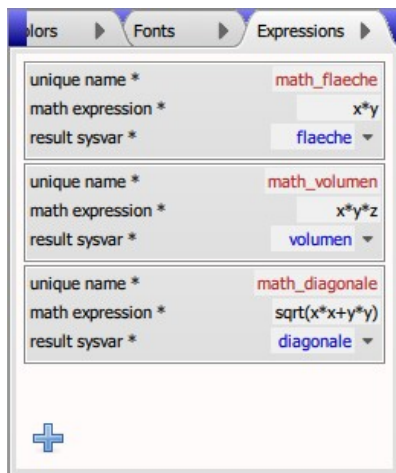 Fonts
Expressions
unique name * math_flaeche
math expression * x*y
result sysvar * flaeche
unique name * math_volumen
math expression * x*y*z
result sysvar * volumen
unique name * math_diagonale
math expression * sqrt(x*x+y*y)
result sysvar * diagonale